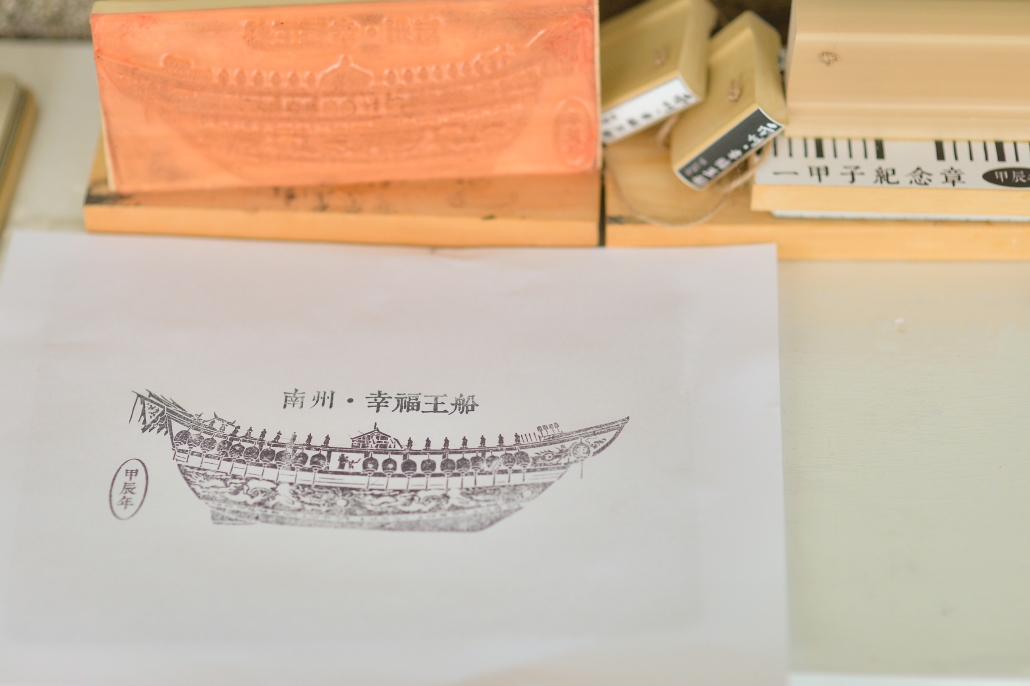 一甲子紀念章
甲辰
南州・幸福王船
甲辰年